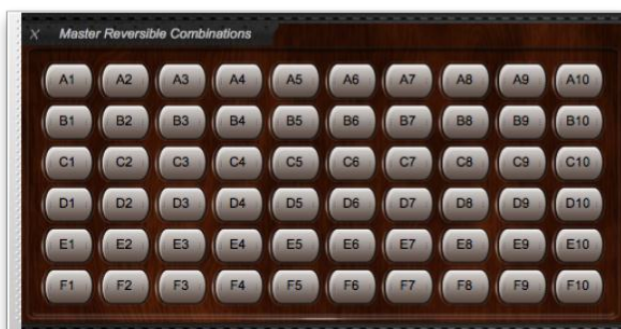 X Master Reversible Combinations
A1 A2 A3 A4 A5 A6 A7 A8 A9 A10
B1 B2 B3 B4 B5 B6 B7 B8 B9 B10
C1 C2 C3 C4 C5 C6 C7 C8 C9 C10
D1 D2 D3 D4 D5 D6 D7 D8 D9 D10
E1 E2 E3 E4 E5 E6 E7 E8 E9 E10
F1 F2 F3 F4 F5 F6 F7 F8 F9 F10